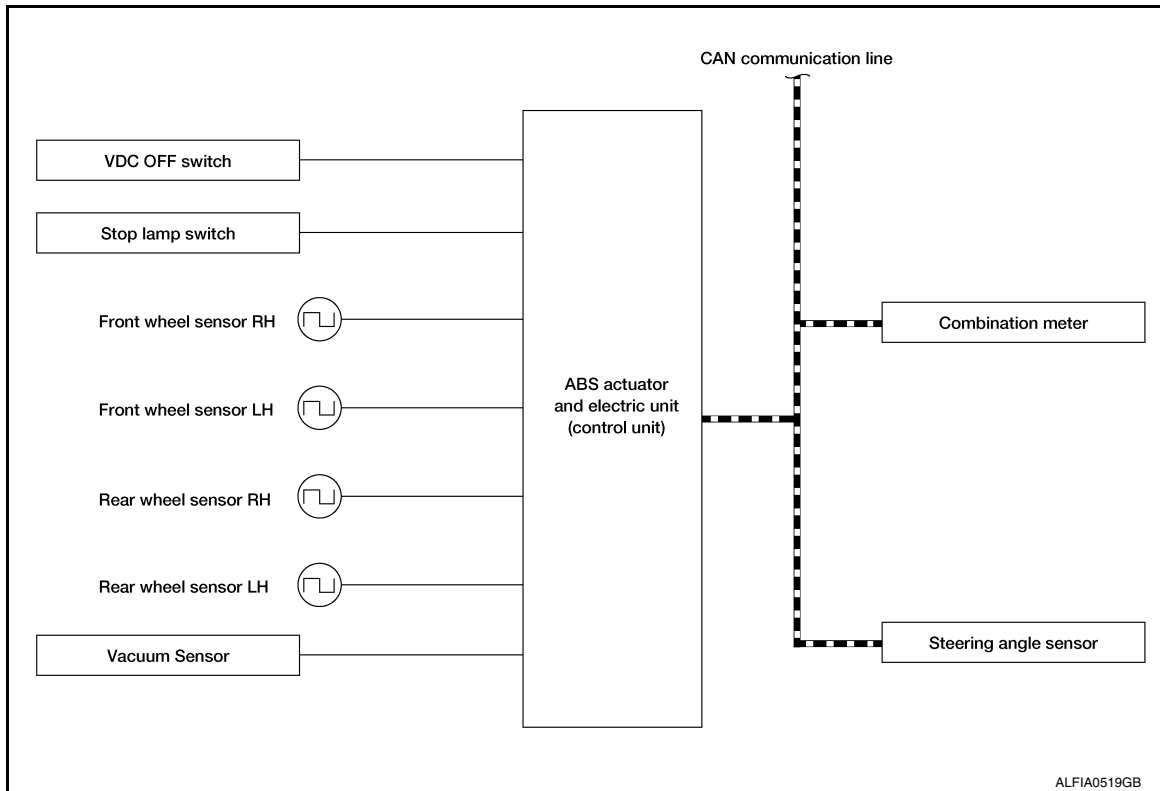 CAN communication line
VDC OFF switch
Stop lamp switch
Front wheel sensor RH
Front wheel sensor LH
Rear wheel sensor RH
Rear wheel sensor LH
Vacuum Sensor
ABS actuator
and electric unit
(control unit)
Combination meter
Steering angle sensor
ALFIA0519GB